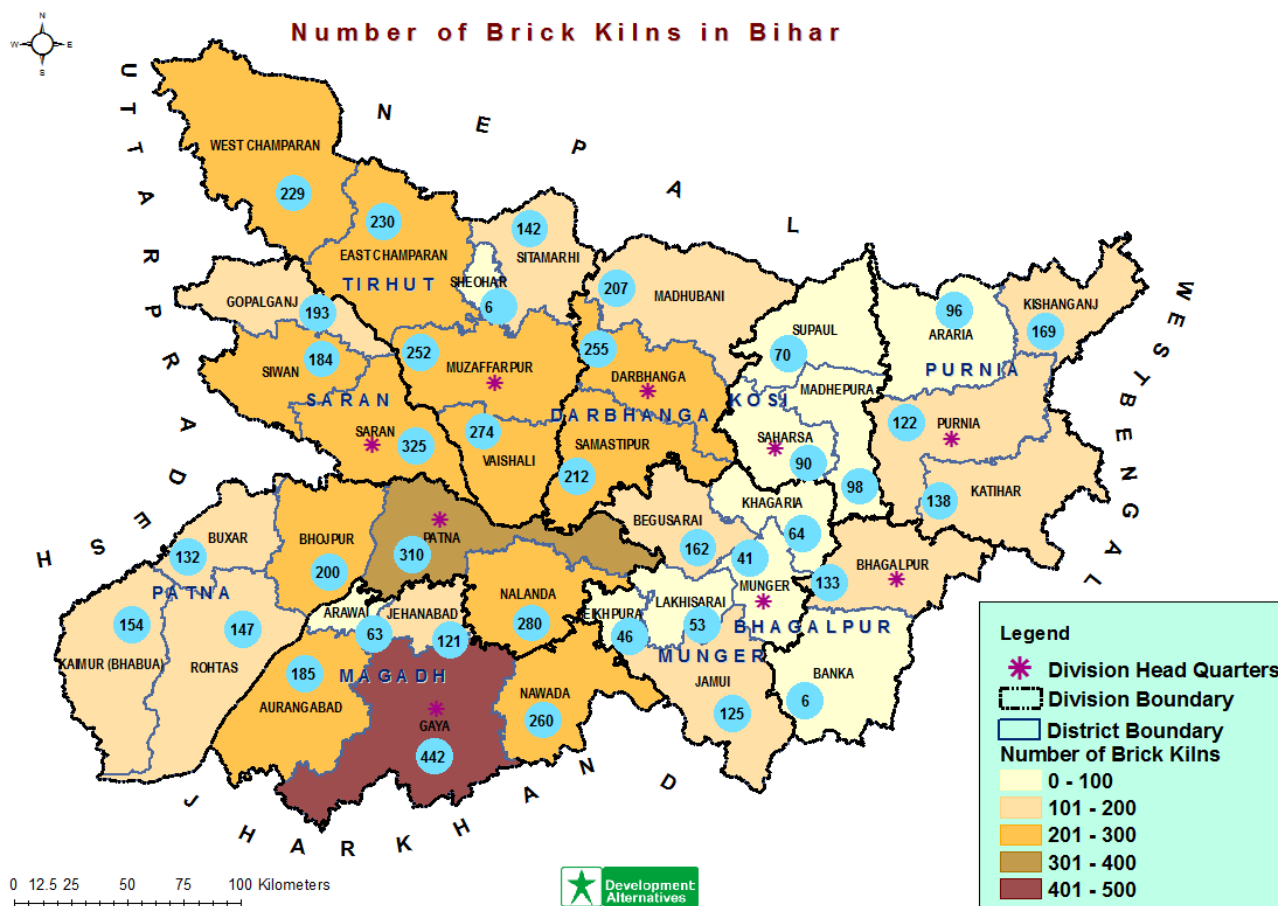 Number of Brick Kilns in Bihar
N
W E
S
UTTAR PRADESH
NEPAL
WEST BENGAL
JHARKHAND
WEST CHAMPARAN
229
230
EAST CHAMPARAN
TIRHUT
142
SITAMARHI
SHEOHAR
6
207
MADHUBANI
GOPALGANJ
193
SIWAN
184
SARAN
SARAN
325
252
MUZAFFARPUR
274
VAISHALI
255
DARBHANGA
DARBHANGA
SAMASTIPUR
212
SUPAUL
70
MADHEPURA
KOSI
SAHARSA
90
98
96
ARARIA
KISHANGANJ
169
PURNIA
122
PURNIA
138
KATIHAR
BUXAR
132
PATNA
BHOJPUR
200
PATNA
310
154
KAIMUR (BHABUA)
147
ROHTAS
ARAWAL
63
JEHANABAD
121
NALANDA
280
185
AURANGABAD
MAGADH
GAYA
442
NAWADA
260
BEGUSARAI
162
KHAGARIA
64
41
MUNGER
LAKHISARAI
53
46
MUNGER
JAMUI
125
133
BHAGALPUR
BHAGALPUR
BANKA
6
Legend
Division Head Quarters
Division Boundary
District Boundary
Number of Brick Kilns
0 - 100
101 - 200
201 - 300
301 - 400
401 - 500
0 12.5 25 50 75 100 Kilometers
Development
Alternatives